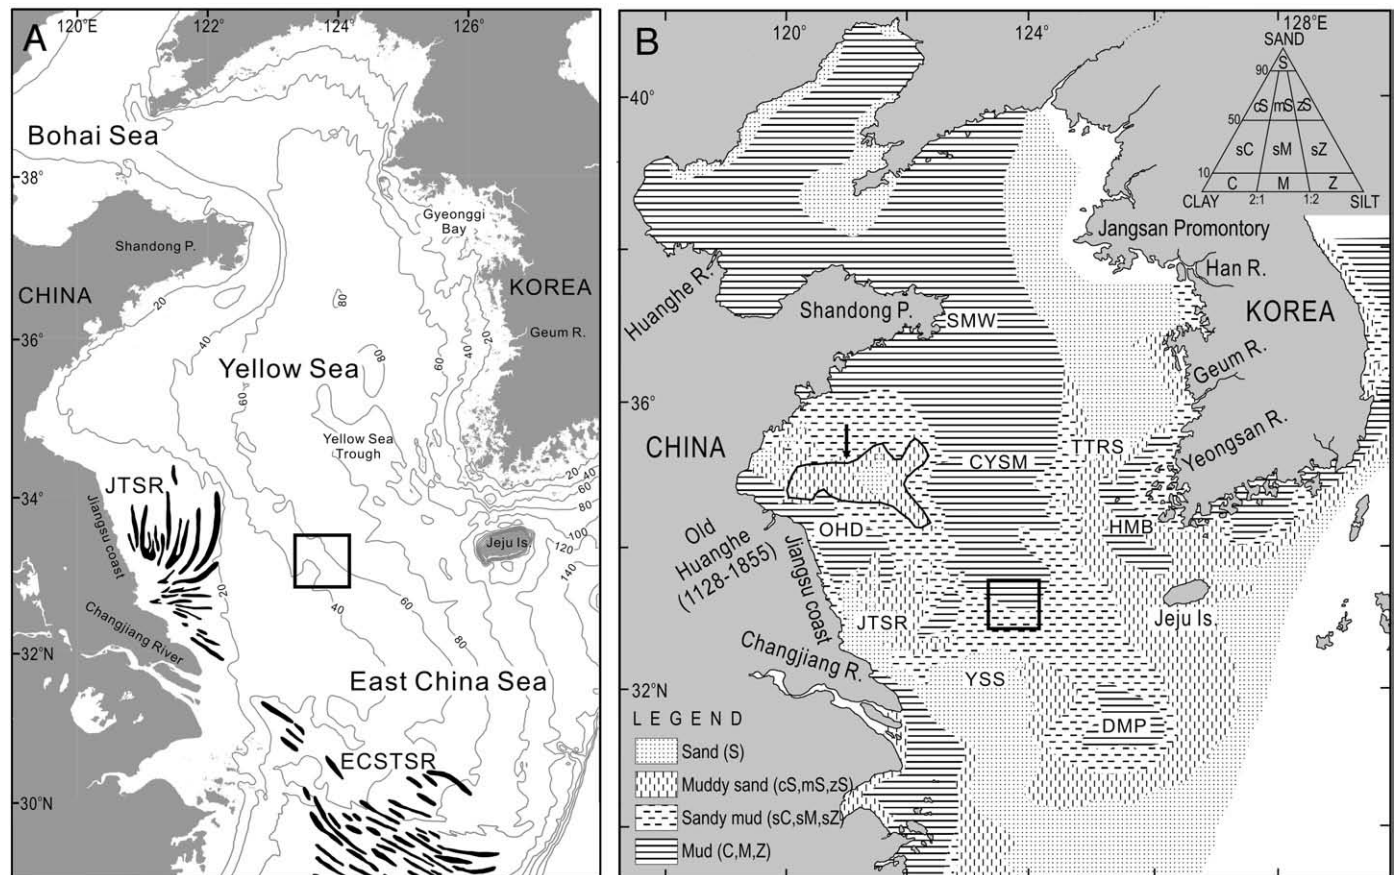 A
120°E
122°
124°
126°
Bohai Sea
38°
Gyeonggi
Bay
Shandong P.
CHINA
KOREA
20
80
40
60
40
20
Geum R.
36°
Yellow Sea
80
60
Yellow Sea
Trough
20
40
60
80
34°
JTSR
Jiangsu coast
100
120
Jeju Is.
140
20
40
60
Changjiang River
80
32°N
East China Sea
ECSTSR
30°N
B
120°
124°
128°E
SAND
S
90
40°
cS
mS
zS
50
sC
sM
sZ
10
C
M
Z
CLAY
2:1
1:2
SILT
Jangsan Promontory
Han R.
Huanghe R.
Shandong P.
SMW
KOREA
Geum R.
36°
CHINA
CYSM
TTRS
Yeongsan R.
OHD
HMB
Old
Huanghe
(1128-1855)
Jiangsu coast
JTSR
Jeju Is.
Changjiang R.
YSS
32°N
DMP
LEGEND
Sand (S)
Muddy sand (cS,mS,zS)
Sandy mud (sC,sM,sZ)
Mud (C,M,Z)